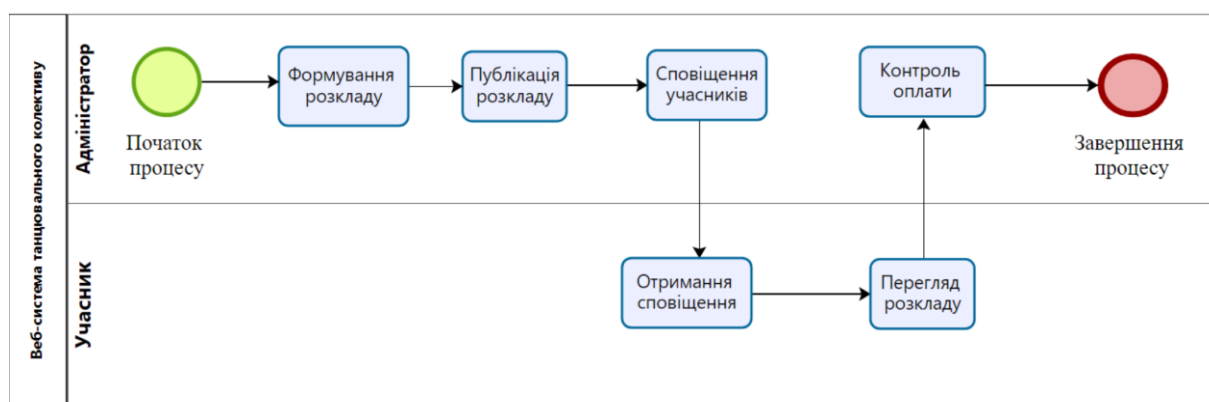 Веб-система танцювального колективу
Адміністратор
Початок
процесу
Формування
розкладу
Публікація
розкладу
Сповіщення
учасників
Контроль
оплати
Завершення
процесу
Учасник
Отримання
сповіщення
Перегляд
розкладу